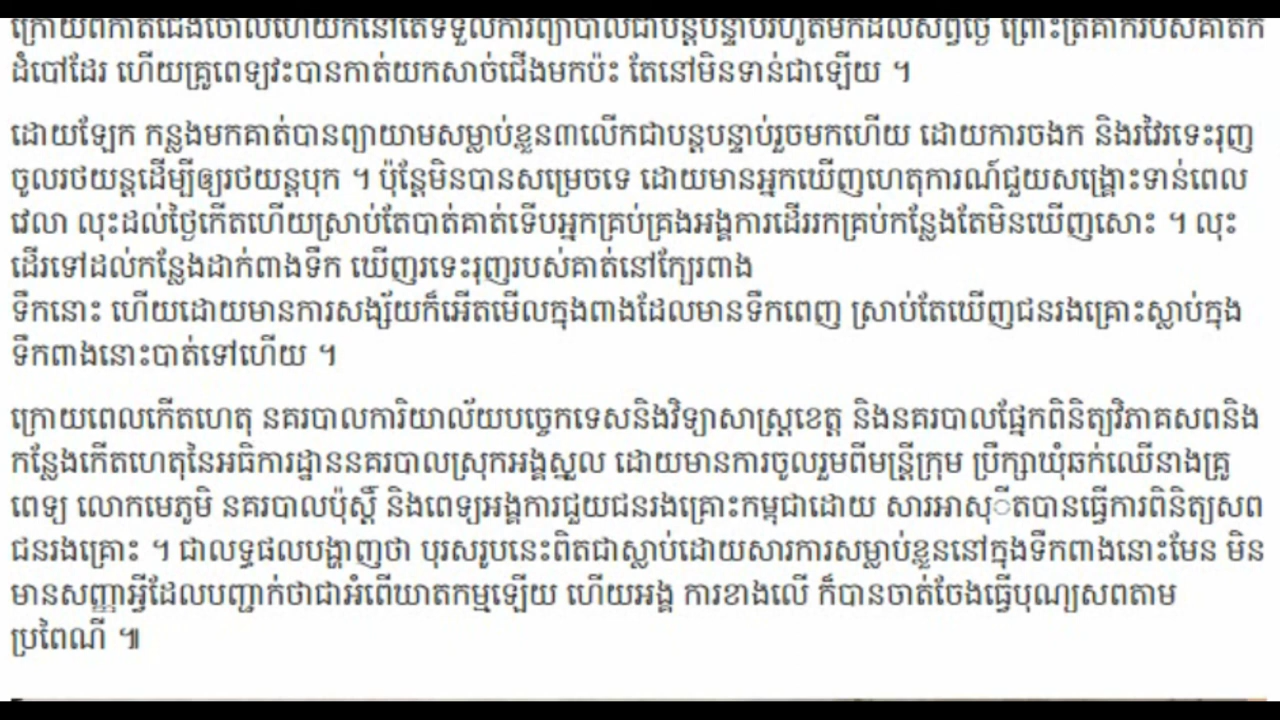 ក្រោយពីកាត់ជើងចោលហើយក៏នៅតែទទួលការព្យាបាលជាបន្តបន្ទាប់រហូតមកដល់សព្វថ្ងៃ ព្រោះត្រគាករបស់គាត់ក៏
ដំបៅដែរ ហើយគ្រូពេទ្យវះបានកាត់យកសាច់ជើងមកប៉ះ តែនៅមិនទាន់ជាឡើយ ។
ដោយឡែក កន្លងមកគាត់បានព្យាយាមសម្លាប់ខ្លួន៣លើកជាបន្តបន្ទាប់រួចមកហើយ ដោយការចងក និងរវៃរទេះរុញ
ចូលរថយន្តដើម្បីឲ្យរថយន្តបុក ។ ប៉ុន្តែមិនបានសម្រេចទេ ដោយមានអ្នកឃើញហេតុការណ៍ជួយសង្គ្រោះទាន់ពេល
វេលា លុះដល់ថ្ងៃកើតហើយស្រាប់តែបាត់គាត់ទើបអ្នកគ្រប់គ្រងអង្គការដើររកគ្រប់កន្លែងតែមិនឃើញសោះ ។ លុះ
ដើរទៅដល់កន្លែងដាក់ពាងទឹក ឃើញរទេះរុញរបស់គាត់នៅក្បែរពាង
ទឹកនោះ ហើយដោយមានការសង្ស័យក៏អើតមើលក្នុងពាងដែលមានទឹកពេញ ស្រាប់តែឃើញជនរងគ្រោះស្លាប់ក្នុង
ទឹកពាងនោះបាត់ទៅហើយ ។
ក្រោយពេលកើតហេតុ នគរបាលការិយាល័យបច្ចេកទេសនិងវិទ្យាសាស្ត្រខេត្ត និងនគរបាលផ្នែកពិនិត្យវិភាគសពនិង
កន្លែងកើតហេតុនៃអធិការដ្ឋាននគរបាលស្រុកអង្គស្នួល ដោយមានការចូលរួមពីមន្ត្រីក្រុម ប្រឹក្សាឃុំឆក់ឈើនាងគ្រូ
ពេទ្យ លោកមេភូមិ នគរបាលប៉ុស្តិ៍ និងពេទ្យអង្គការជួយជនរងគ្រោះកម្ពុជាដោយ សារអាសុីតបានធ្វើការពិនិត្យសព
ជនរងគ្រោះ ។ ជាលទ្ធផលបង្ហាញថា បុរសរូបនេះពិតជាស្លាប់ដោយសារការសម្លាប់ខ្លួននៅក្នុងទឹកពាងនោះមែន មិន
មានសញ្ញាអ្វីដែលបញ្ជាក់ថាជាអំពើឃាតកម្មឡើយ ហើយអង្គ ការខាងលើ ក៏បានចាត់ចែងធ្វើបុណ្យសពតាម
ប្រពៃណី ៕